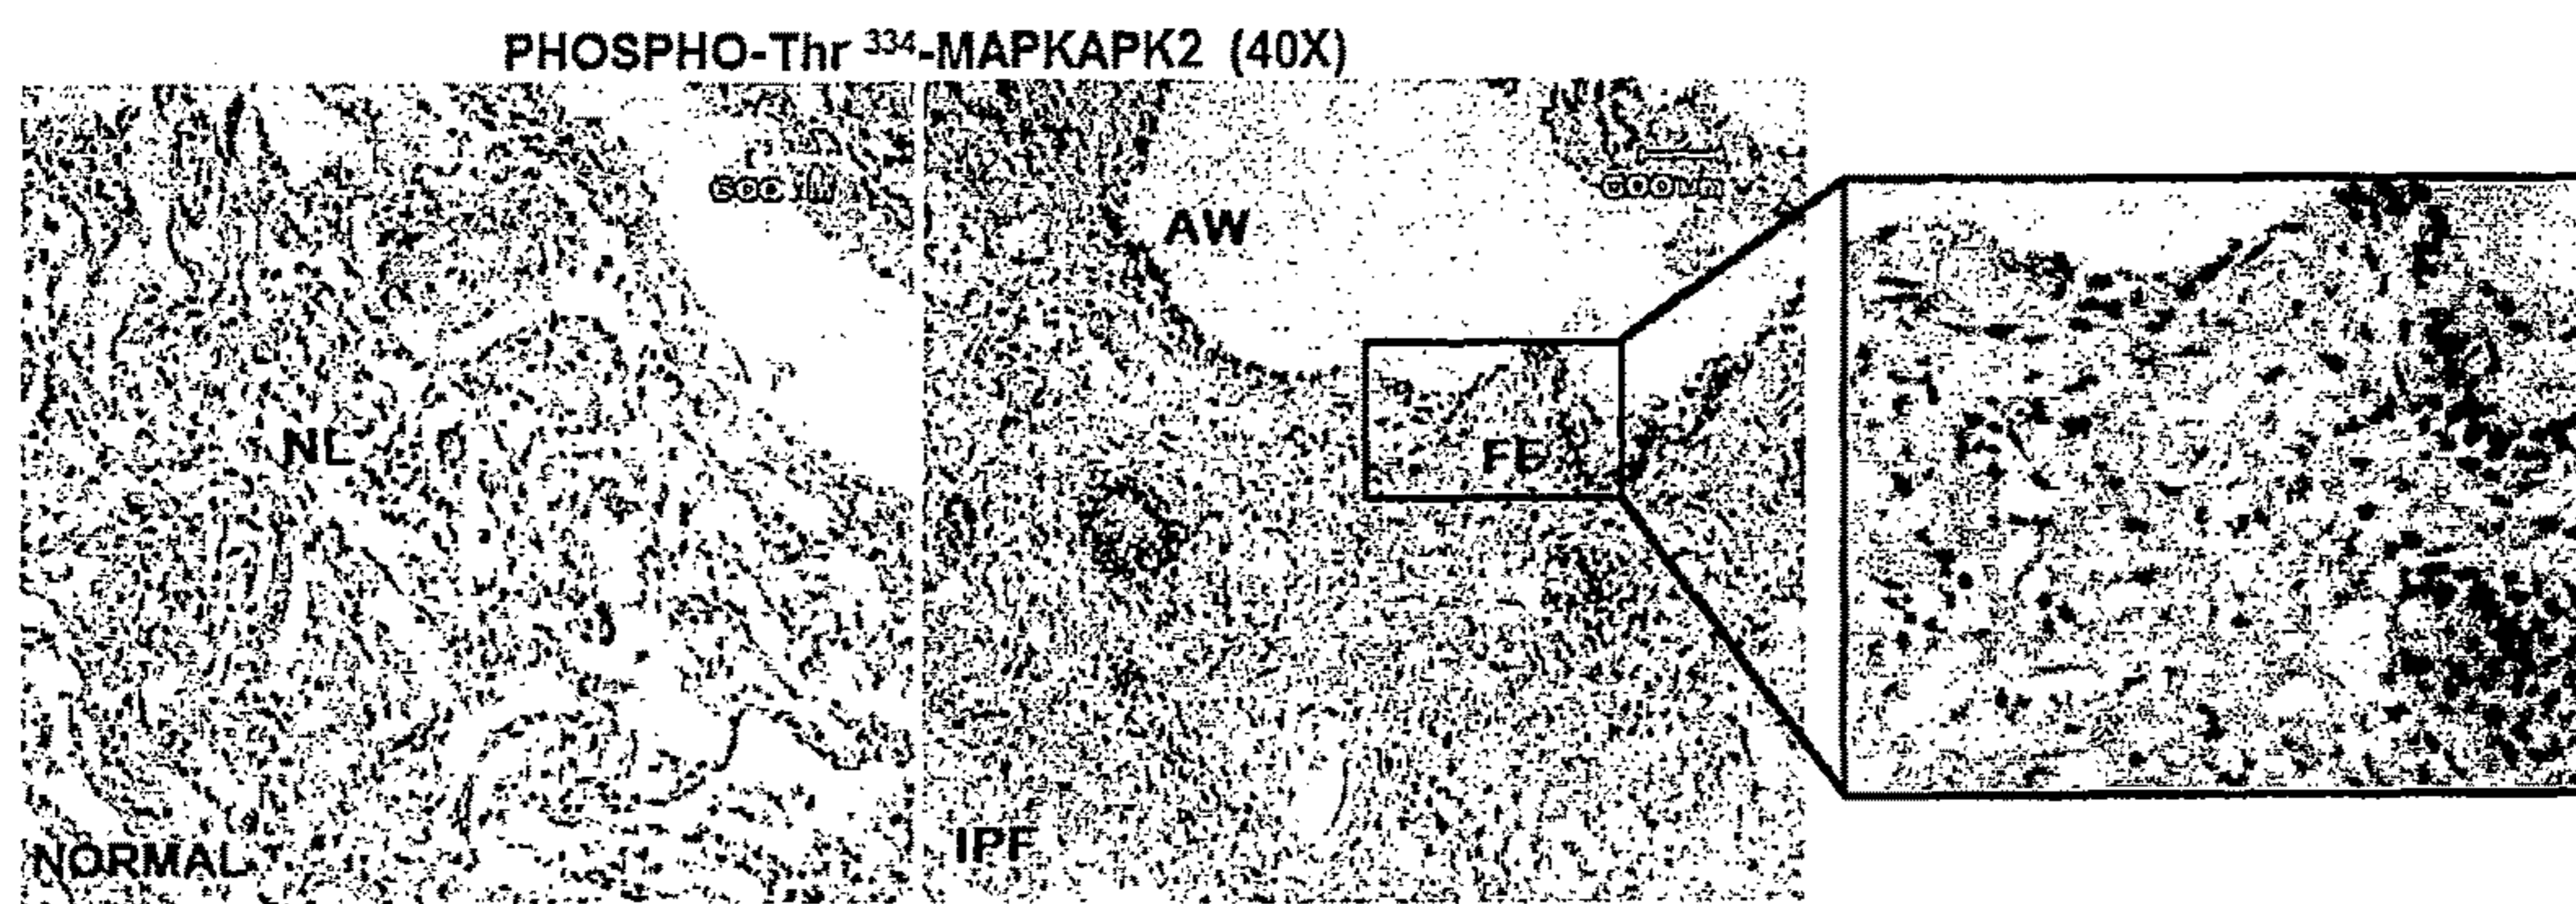 PHOSPHO-Thr 334-MAPKAPK2 (40X)
AW
NL
FF
NORMAL
IPF